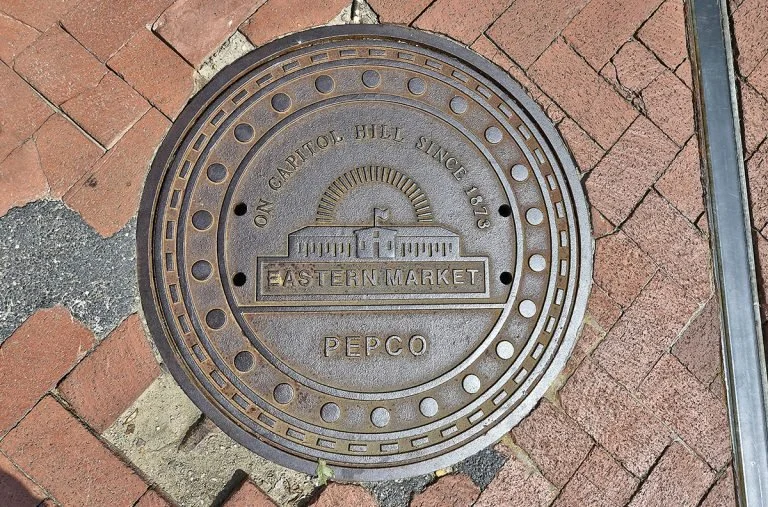 ON CAPITOL HILL SINCE 1873
EASTERN MARKET
PEPCO